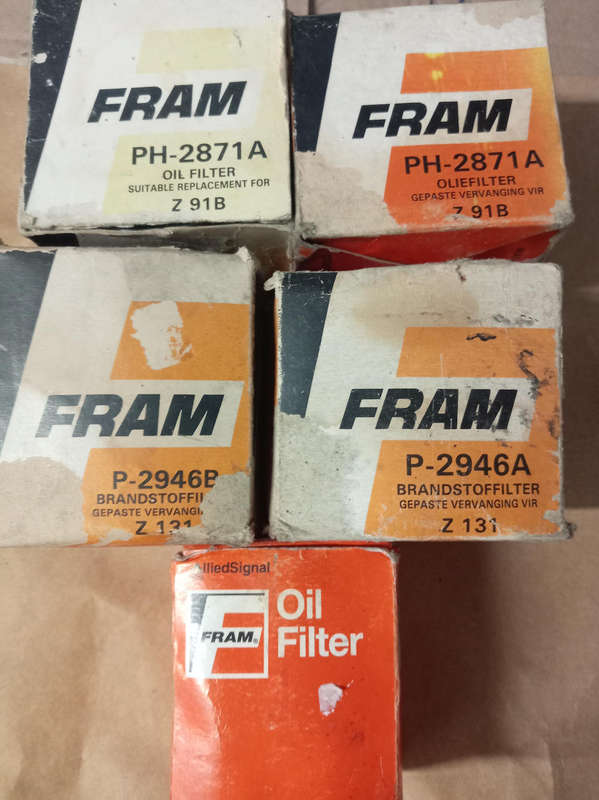 FRAM
PH-2871A
OIL FILTER
SUITABLE REPLACEMENT FOR
Z 91B
FRAM
PH-2871A
OLIEFILTER
GEPASTE VERVANGING VIR
Z 91B
FRAM
P-2946B
BRANDSTOFFIL
GEPASTE VERVANGIN
Z 131
FRAM
P-2946A
BRANDSTOFFILTER
GEPASTE VERVANGING VIR
Z 131
lliedSignal
FRAM®
Oil
Filter